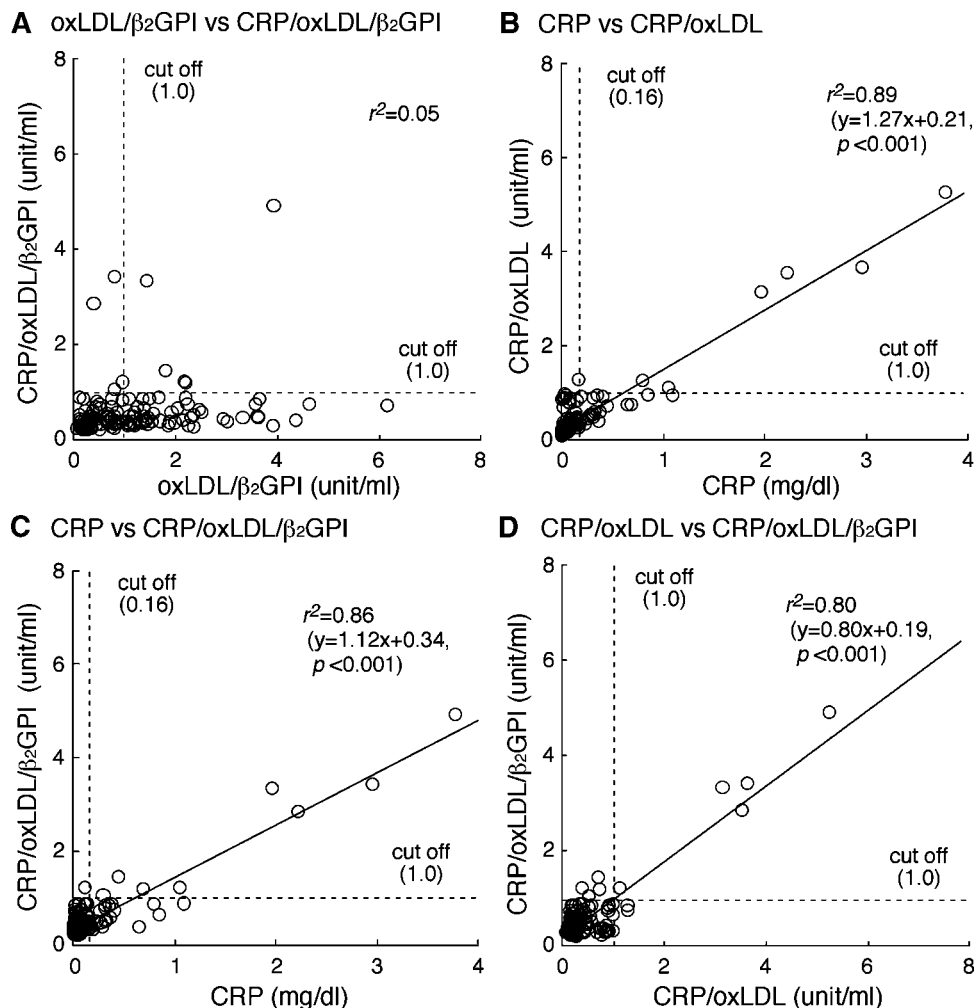 A oxLDL/β₂GPI vs CRP/oxLDL/β₂GPI
8
6
4
2
0
CRP/oxLDL/β₂GPI (unit/ml)
cut off
(1.0)
r²=0.05
cut off
(1.0)
0 2 4 6 8
oxLDL/β₂GPI (unit/ml)
B CRP vs CRP/oxLDL
8
6
4
2
0
CRP/oxLDL (unit/ml)
cut off
(0.16)
r²=0.89
(y=1.27x+0.21,
p<0.001)
cut off
(1.0)
0 1 2 3 4
CRP (mg/dl)
C CRP vs CRP/oxLDL/β₂GPI
8
6
4
2
0
CRP/oxLDL/β₂GPI (unit/ml)
cut off
(0.16)
r²=0.86
(y=1.12x+0.34,
p<0.001)
cut off
(1.0)
0 1 2 3 4
CRP (mg/dl)
D CRP/oxLDL vs CRP/oxLDL/β₂GPI
8
6
4
2
0
CRP/oxLDL/β₂GPI (unit/ml)
cut off
(1.0)
r²=0.80
(y=0.80x+0.19,
p<0.001)
cut off
(1.0)
0 2 4 6 8
CRP/oxLDL (unit/ml)